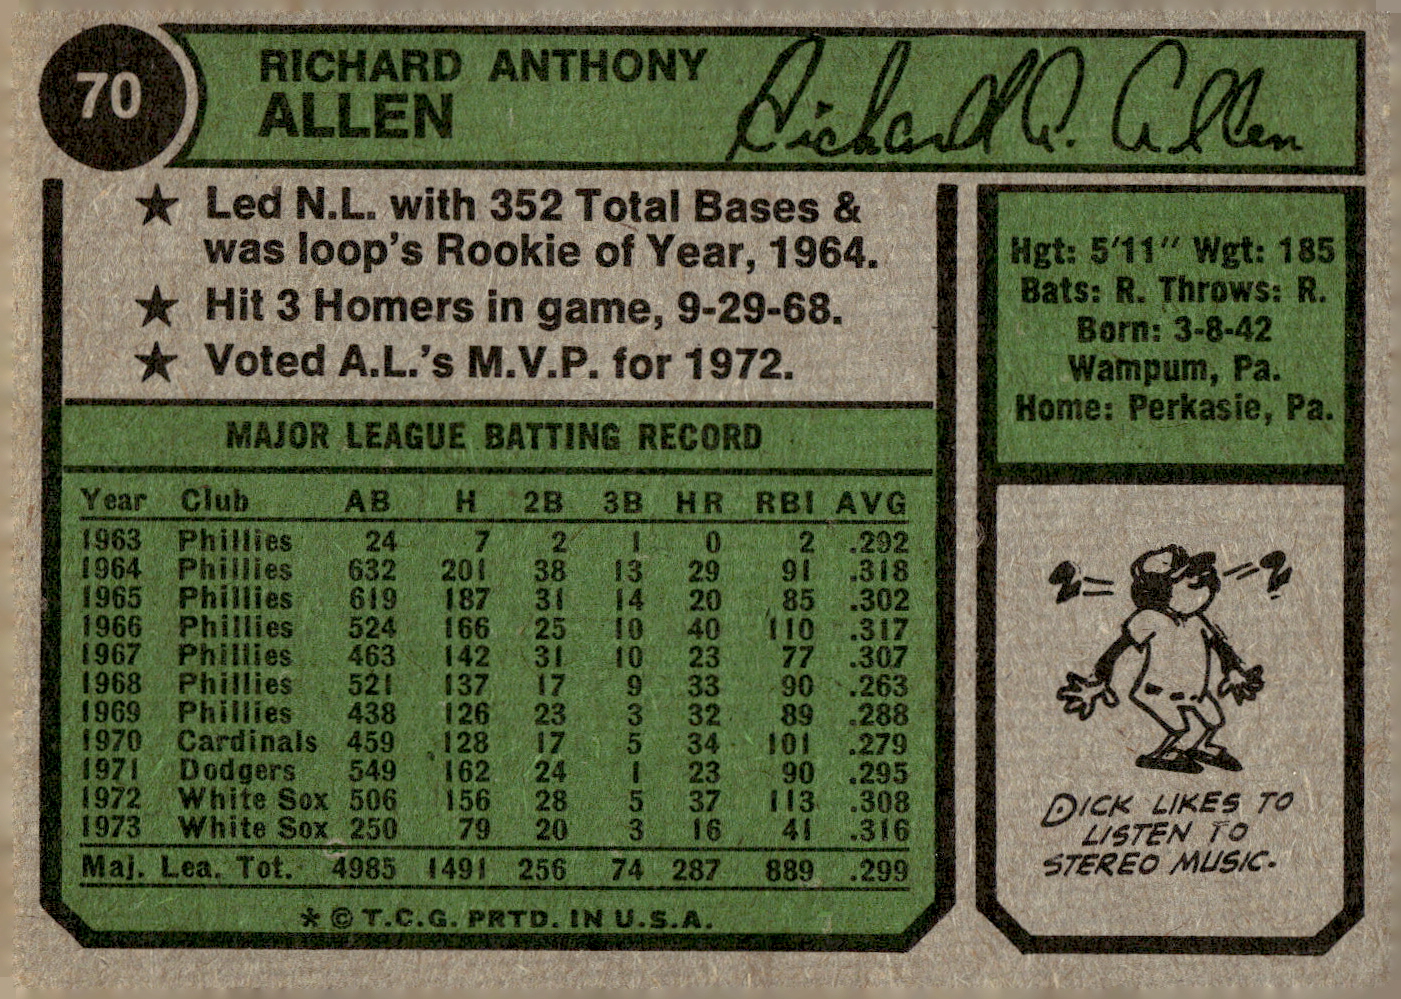 70
RICHARD ANTHONY
ALLEN
Richard A. Allen
★ Led N.L. with 352 Total Bases &
was loop's Rookie of Year, 1964.
★ Hit 3 Homers in game, 9-29-68.
★ Voted A.L.'s M.V.P. for 1972.
MAJOR LEAGUE BATTING RECORD
Year Club AB H 2B 3B HR RBI AVG
1963 Phillies 24 7 2 1 0 2 .292
1964 Phillies 632 201 38 13 29 91 .318
1965 Phillies 619 187 31 14 20 85 .302
1966 Phillies 524 166 25 10 40 110 .317
1967 Phillies 463 142 31 10 23 77 .307
1968 Phillies 521 137 17 9 33 90 .263
1969 Phillies 438 126 23 3 32 89 .288
1970 Cardinals 459 128 17 5 34 101 .279
1971 Dodgers 549 162 24 1 23 90 .295
1972 White Sox 506 156 28 5 37 113 .308
1973 White Sox 250 79 20 3 16 41 .316
Maj. Lea. Tot. 4985 1491 256 74 287 889 .299
* © T.C.G. PRTD. IN U.S.A.
Hgt: 5'11" Wgt: 185
Bats: R. Throws: R.
Born: 3-8-42
Wampum, Pa.
Home: Perkasie, Pa.
DICK LIKES TO
LISTEN TO
STEREO MUSIC.